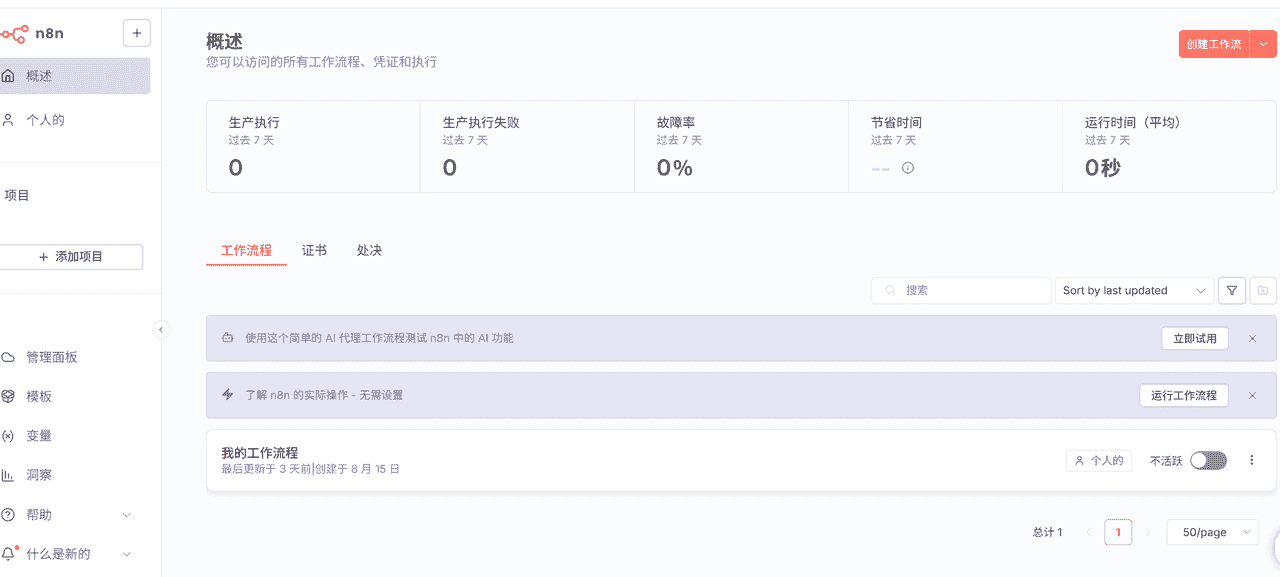 n8n
概述
个人的
项目
添加项目
管理面板
模板
变量
洞察
帮助
什么是新的
概述
您可以访问的所有工作流程、凭证和执行
创建工作流
生产执行
过去 7 天
0
生产执行失败
过去 7 天
0
故障率
过去 7 天
0%
节省时间
过去 7 天
--
运行时间（平均）
过去 7 天
0秒
工作流程 证书 处决
搜索 Sort by last updated
使用这个简单的 AI 代理工作流程测试 n8n 中的 AI 功能 立即试用
了解 n8n 的实际操作 - 无需设置 运行工作流程
我的工作流程
最后更新于 3 天前|创建于 8 月 15 日
个人的 不活跃
总计 1 1 50/page